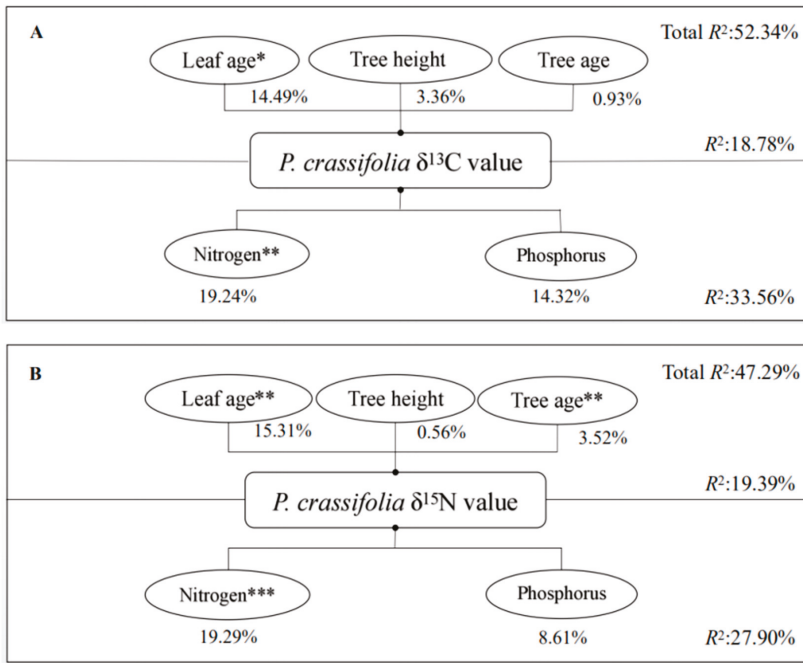 A
Total R²:52.34%
Leaf age* Tree height Tree age
14.49% 3.36% 0.93%
R²:18.78%
P. crassifolia δ¹³C value
Nitrogen** Phosphorus
19.24% 14.32% R²:33.56%
B
Total R²:47.29%
Leaf age** Tree height Tree age**
15.31% 0.56% 3.52%
R²:19.39%
P. crassifolia δ¹⁵N value
Nitrogen*** Phosphorus
19.29% 8.61% R²:27.90%